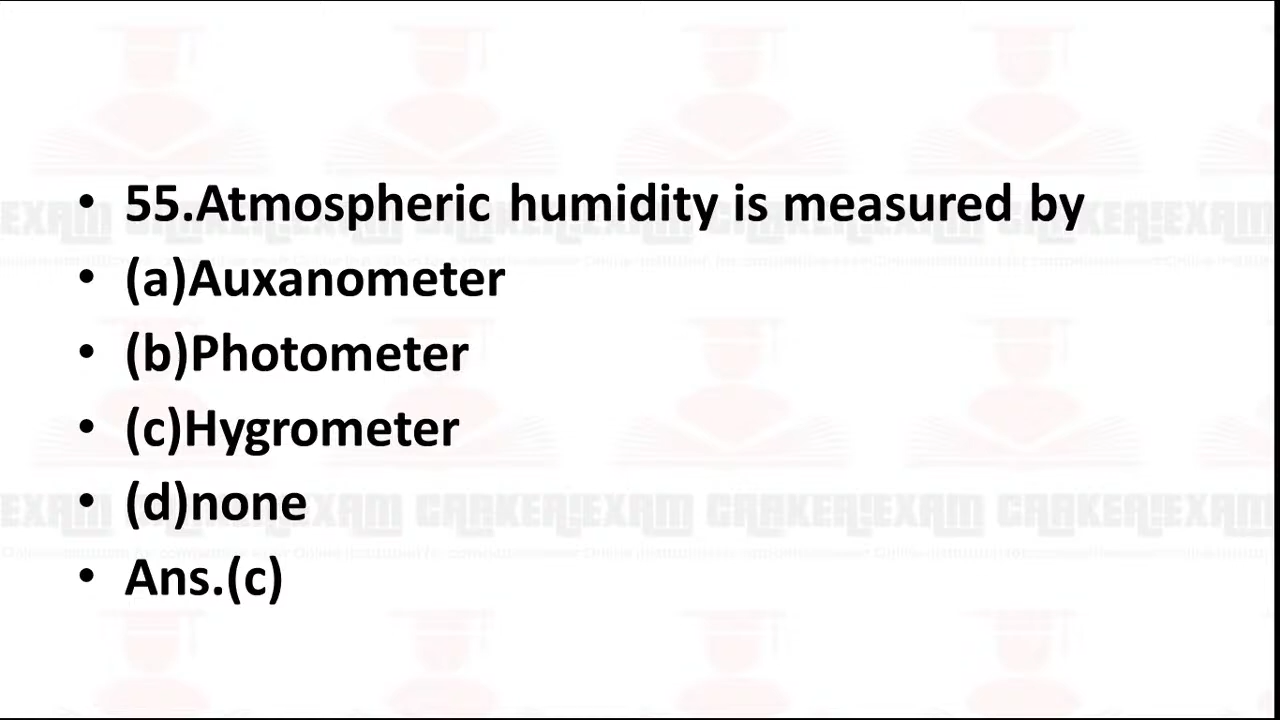 • 55.Atmospheric humidity is measured by
• (a)Auxanometer
• (b)Photometer
• (c)Hygrometer
• (d)none
• Ans.(c)